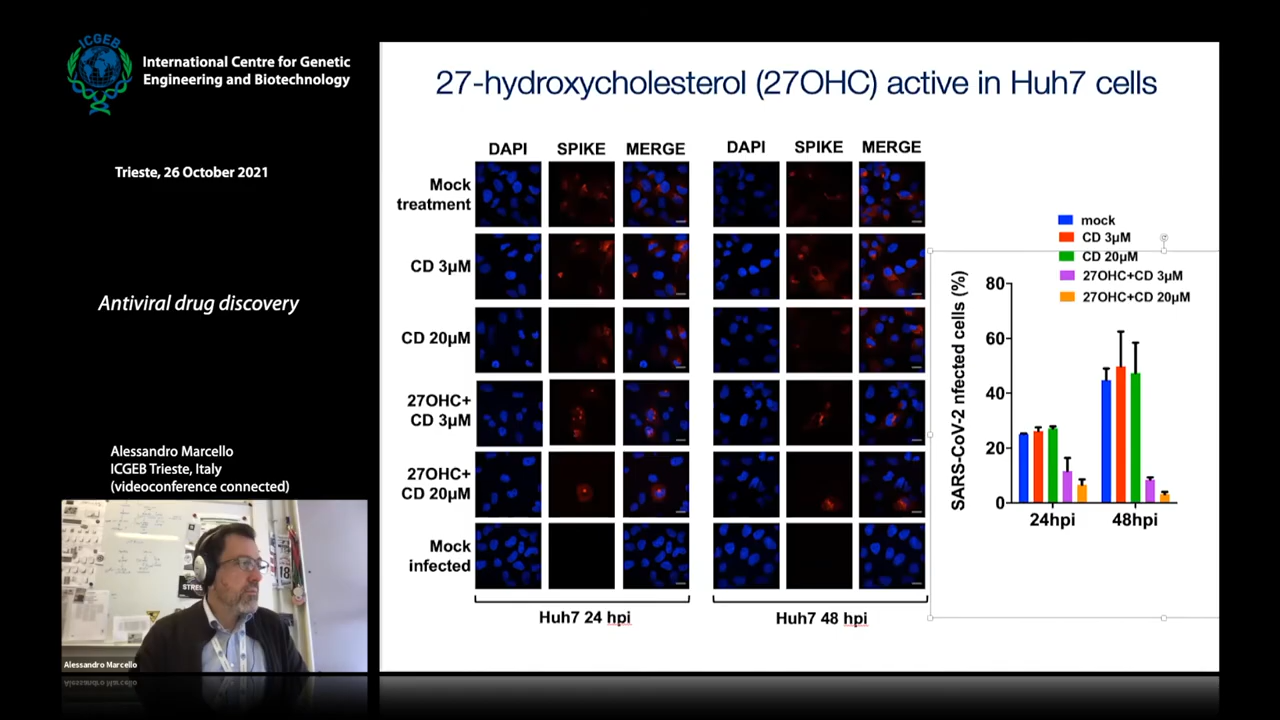 ICGEB
International Centre for Genetic
Engineering and Biotechnology
Trieste, 26 October 2021
Antiviral drug discovery
Alessandro Marcello
ICGEB Trieste, Italy
(videoconference connected)
STREE
18
Alessandro Marcello
27-hydroxycholesterol (27OHC) active in Huh7 cells
DAPI SPIKE MERGE DAPI SPIKE MERGE
Mock
treatment
CD 3µM
CD 20µM
27OHC+
CD 3µM
27OHC+
CD 20µM
Mock
infected
Huh7 24 hpi
Huh7 48 hpi
mock
CD 3µM
CD 20µM
27OHC+CD 3µM
27OHC+CD 20µM
SARS-CoV-2 nfected cells (%)
80
60
40
20
0
24hpi 48hpi